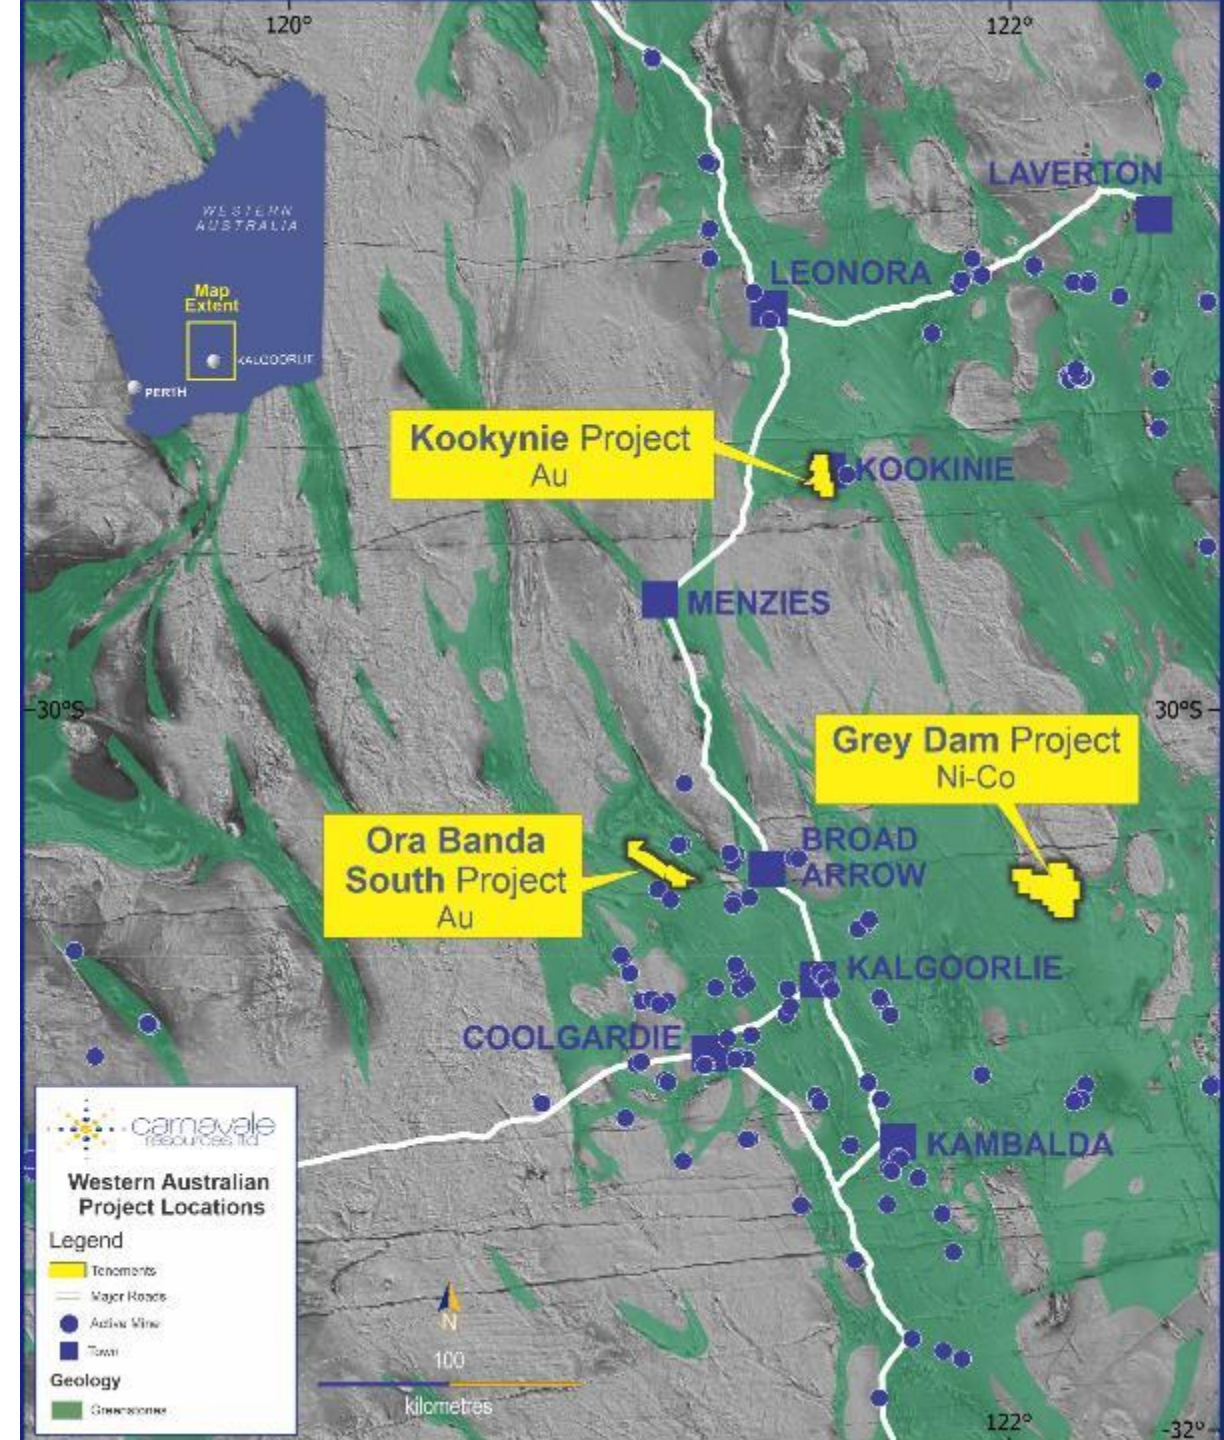 120°
122°
LAVERTON
WESTERN
AUSTRALIA
LEONORA
Map
Extent
KALGOORLIE
PERTH
Kookynie Project
Au
KOOKINIE
MENZIES
30°S
30°S
Grey Dam Project
Ni-Co
Ora Banda
South Project
Au
BROAD
ARROW
KALGOORLIE
COOLGARDIE
KAMBALDA
carnavale
resources ltd
Western Australian
Project Locations
Legend
Tenements
Major Roads
Active Mine
Town
Geology
Greenstones
N
100
kilometres
122°
-32°